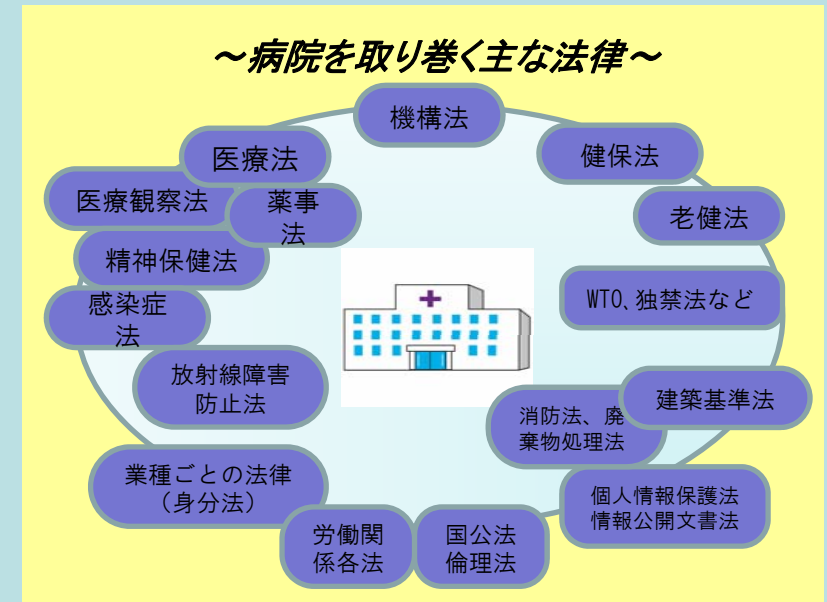 ～病院を取り巻く主な法律～
機構法
医療法
健保法
医療観察法
薬事
法
老健法
精神保健法
感染症
法
WTO、独禁法など
放射線障害
防止法
建築基準法
消防法、廃
棄物処理法
業種ごとの法律
（身分法）
個人情報保護法
情報公開文書法
労働関
係各法
国公法
倫理法